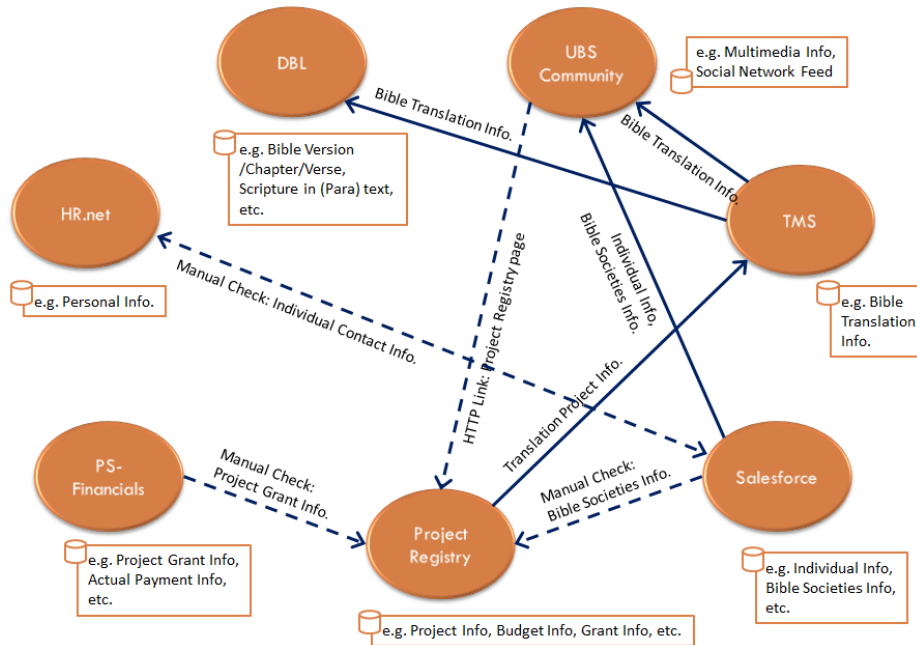 DBL
UBS
Community
e.g. Multimedia Info,
Social Network Feed
Bible Translation Info.
Bible Translation Info.
e.g. Bible Version
/Chapter/Verse,
Scripture in (Para) text,
etc.
HR.net
TMS
e.g. Personal Info.
Manual Check: Individual Contact Info.
HTTP Link: Project Registry page
Individual Info,
Bible Societies Info.
e.g. Bible
Translation
Info.
Translation Project Info.
PS-
Financials
Manual Check:
Project Grant Info.
Manual Check:
Bible Societies Info.
Salesforce
Project
Registry
e.g. Project Grant Info,
Actual Payment Info,
etc.
e.g. Individual Info,
Bible Societies Info,
etc.
e.g. Project Info, Budget Info, Grant Info, etc.